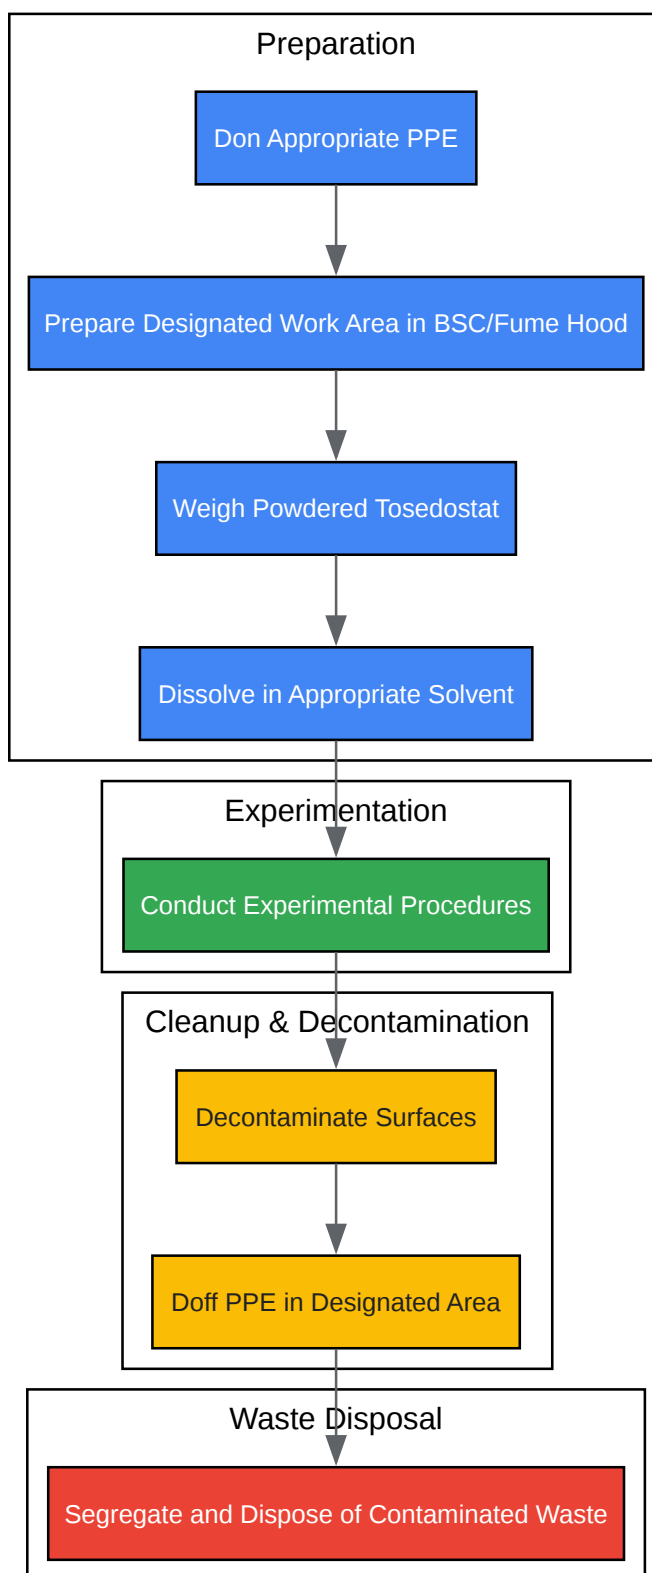 Preparation
Don Appropriate PPE
Prepare Designated Work Area in BSC/Fume Hood
Weigh Powdered Tosedostat
Dissolve in Appropriate Solvent
Experimentation
Conduct Experimental Procedures
Cleanup & Decontamination
Decontaminate Surfaces
Doff PPE in Designated Area
Waste Disposal
Segregate and Dispose of Contaminated Waste